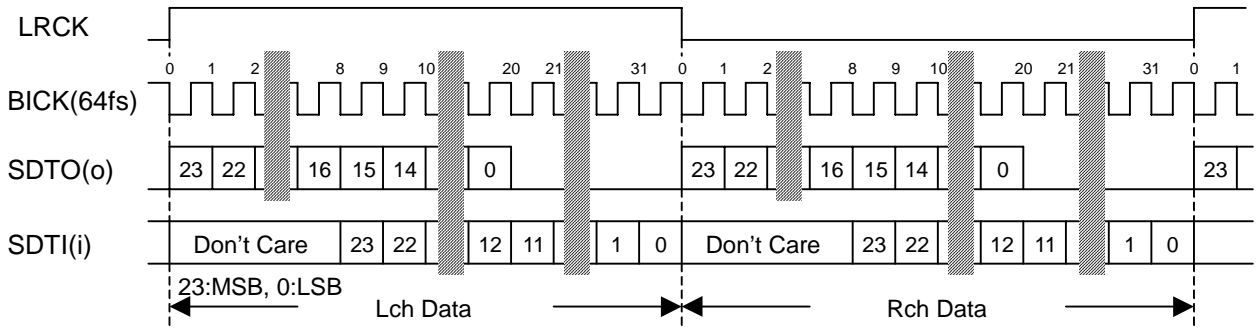 LRCK
0 1 2 8 9 10 20 21 31 0 1 2 8 9 10 20 21 31 0 1
BICK(64fs)
SDTO(o) 23 22 16 15 14 0 23 22 16 15 14 0 23
SDTI(i) Don't Care 23 22 12 11 1 0 Don't Care 23 22 12 11 1 0
23:MSB, 0:LSB
Lch Data Rch Data